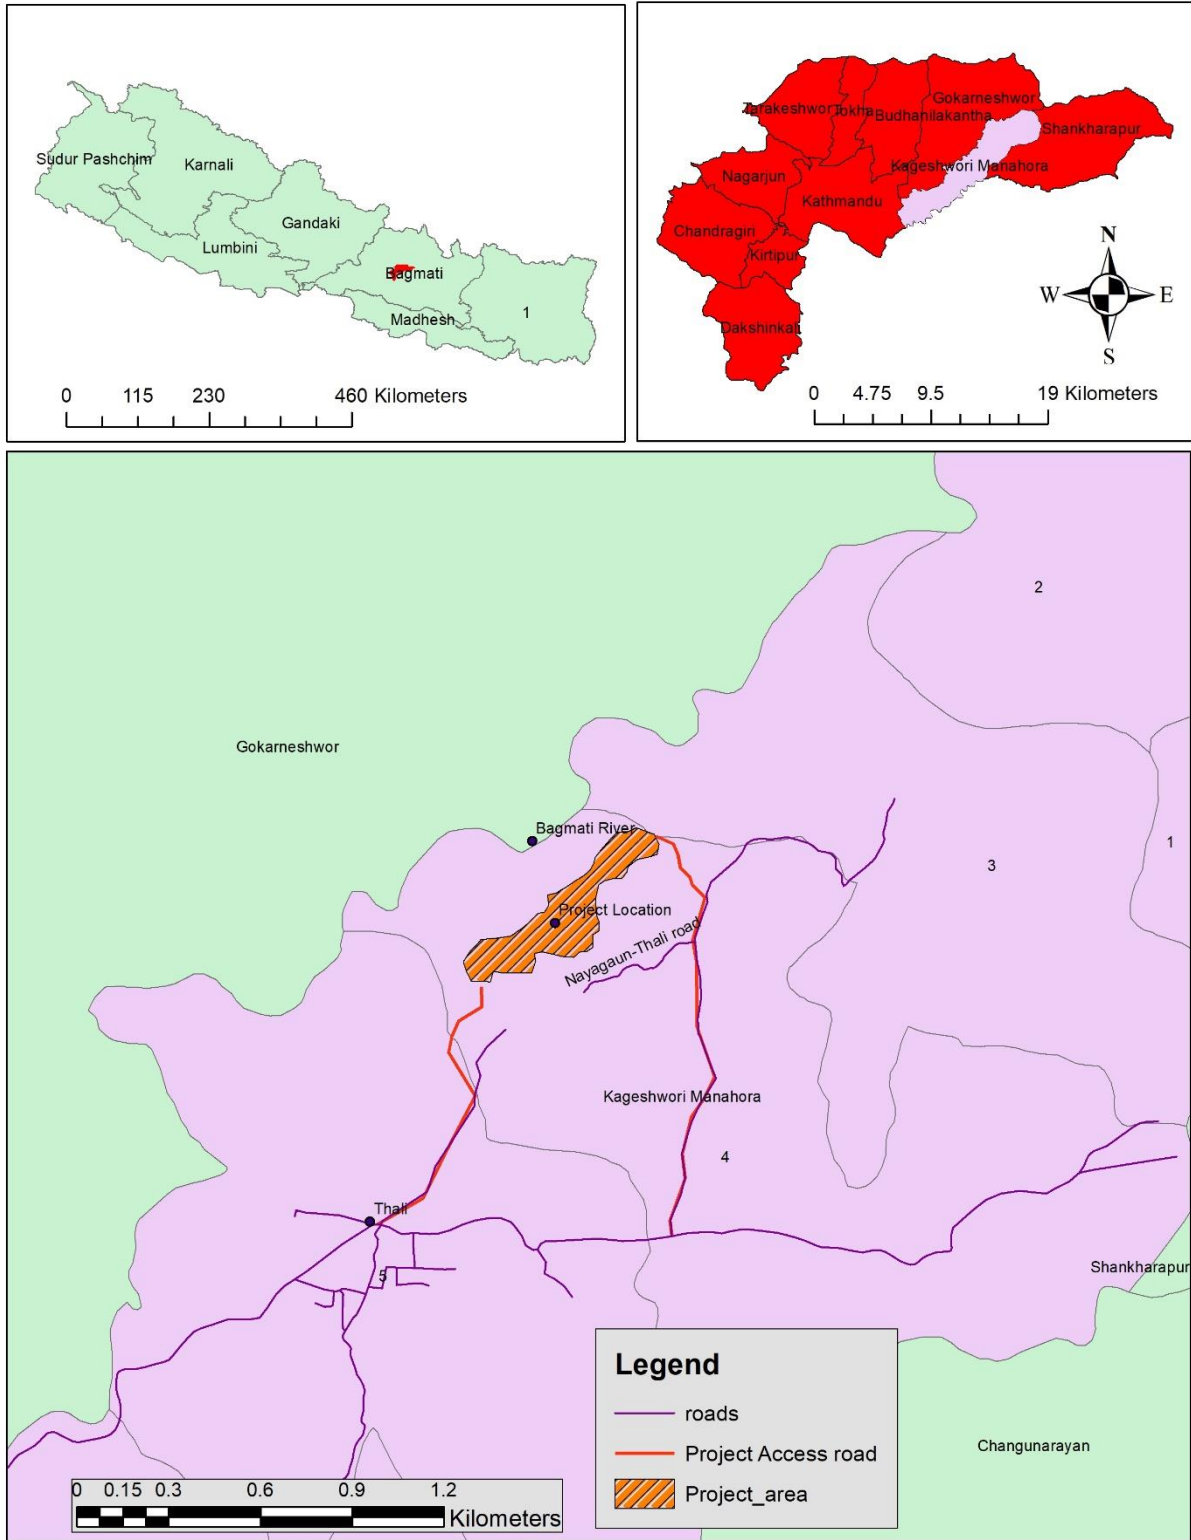 Sudur Pashchim
Karnali
Gandaki
Lumbini
Bagmati
Madhesh
1
0 115 230 460 Kilometers
Tarakeshwor
Tokha
Budhanilakantha
Gokarneshwor
Shankharapur
Kageshwori Manahora
Nagarjun
Kathmandu
Chandragiri
Kirtipur
Dakshinkali
N
W
E
S
0 4.75 9.5 19 Kilometers
2
Gokarneshwor
Bagmati River
1
3
Project Location
Nayagaun-Thali road
Kageshwori Manahora
4
Thali
5
Shankharapur
Changunarayan
Legend
roads
Project Access road
Project_area
0 0.15 0.3 0.6 0.9 1.2
Kilometers